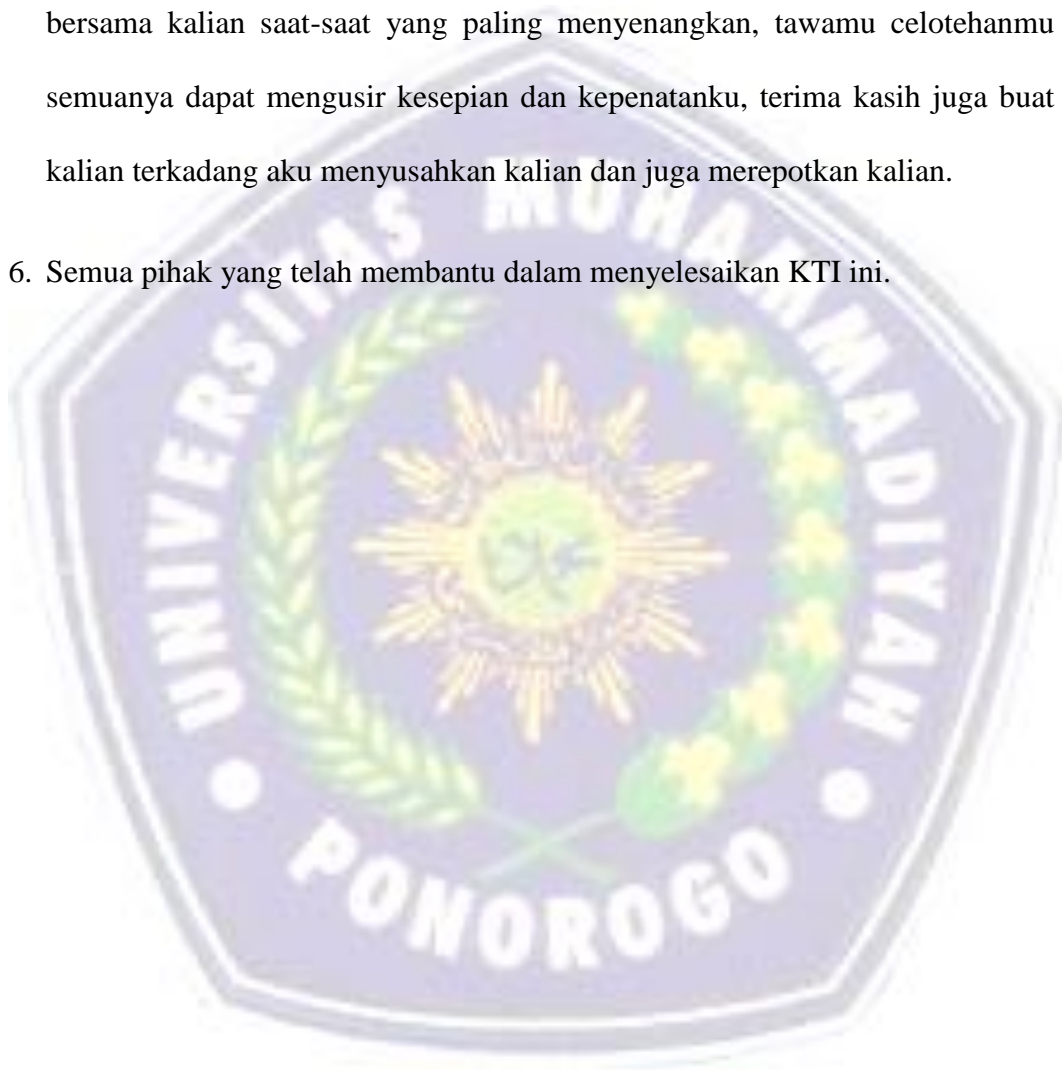 bersama kalian saat-saat yang paling menyenangkan, tawamu celotehanmu
semuanya dapat mengusir kesepian dan kepenatanku, terima kasih juga buat
kalian terkadang aku menyusahkan kalian dan juga merepotkan kalian.
6. Semua pihak yang telah membantu dalam menyelesaikan KTI ini.
UNIVERSITAS MUHAMMADIYAH
PONOROGO